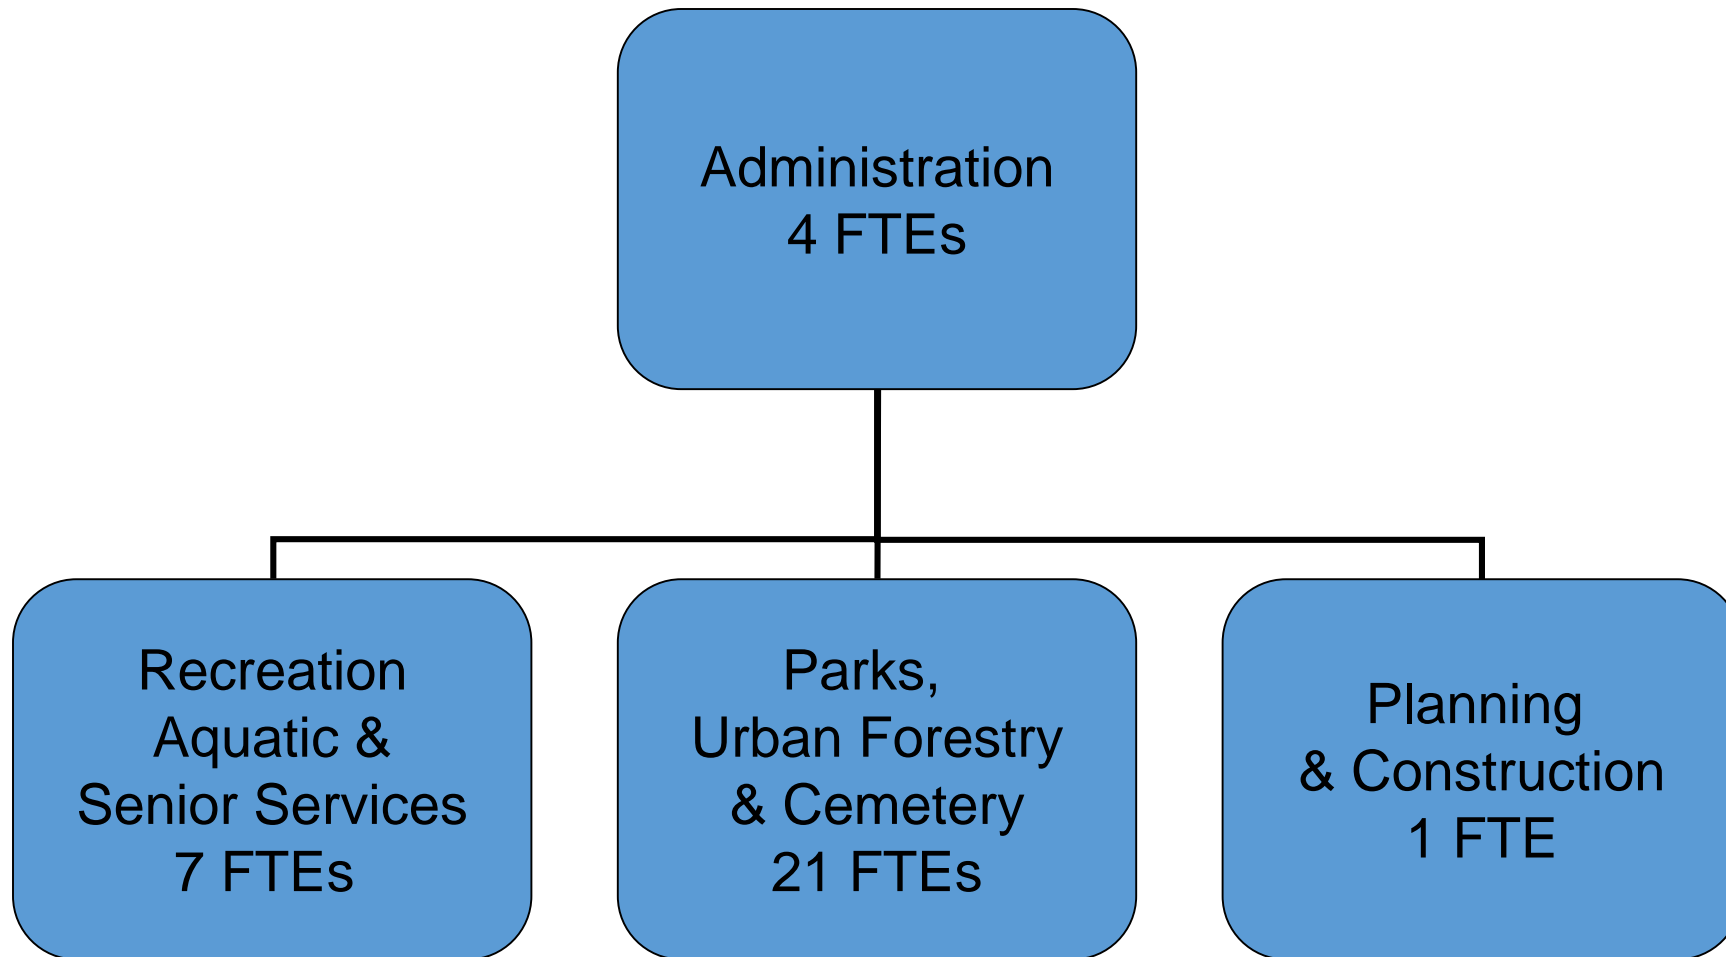 Administration
4 FTEs
Recreation
Aquatic &
Senior Services
7 FTEs
Parks,
Urban Forestry
& Cemetery
21 FTEs
Planning
& Construction
1 FTE